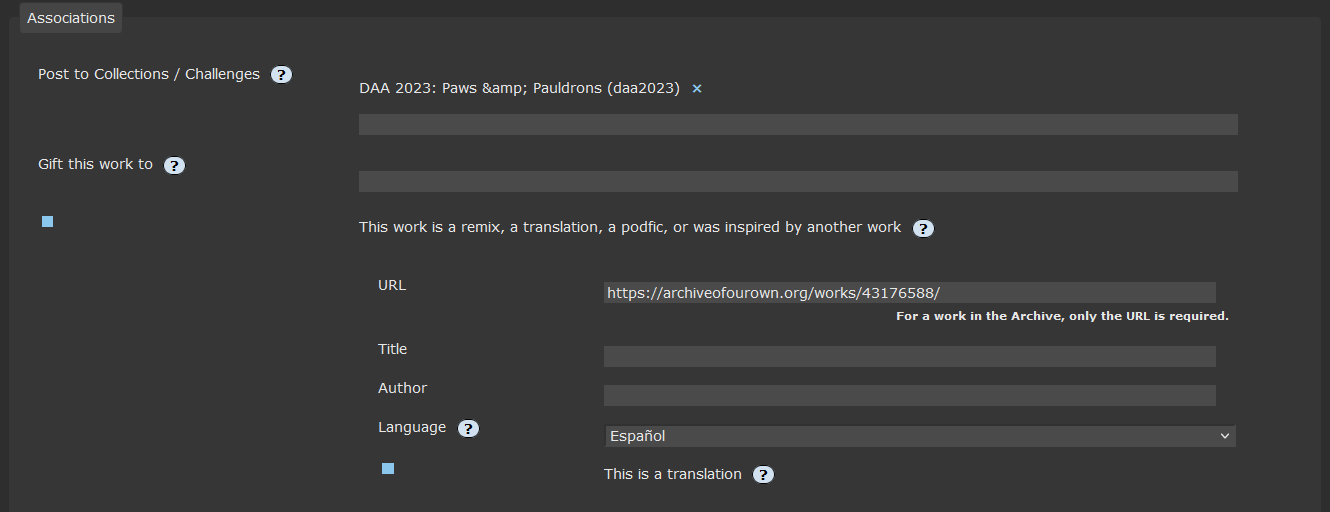 Associations
Post to Collections / Challenges ?
DAA 2023: Paws &amp; Pauldrons (daa2023) ×
Gift this work to ?
This work is a remix, a translation, a podfic, or was inspired by another work ?
URL
https://archiveofourown.org/works/43176588/
For a work in the Archive, only the URL is required.
Title
Author
Language ?
Español
This is a translation ?